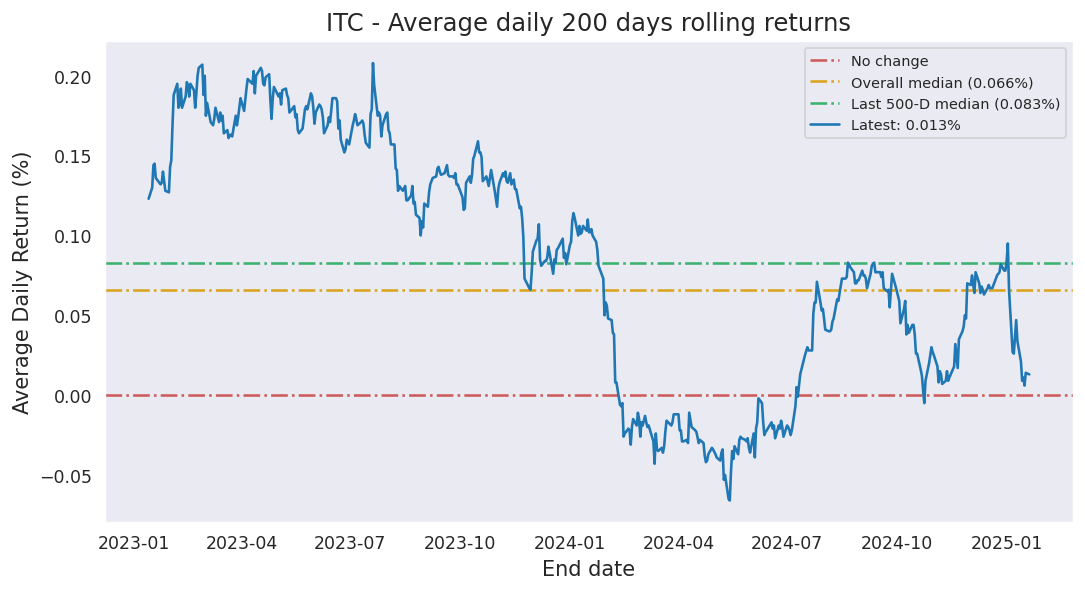 ITC - Average daily 200 days rolling returns
No change
Overall median (0.066%)
Last 500-D median (0.083%)
Latest: 0.013%
Average Daily Return (%)
0.20
0.15
0.10
0.05
0.00
−0.05
2023-01 2023-04 2023-07 2023-10 2024-01 2024-04 2024-07 2024-10 2025-01
End date